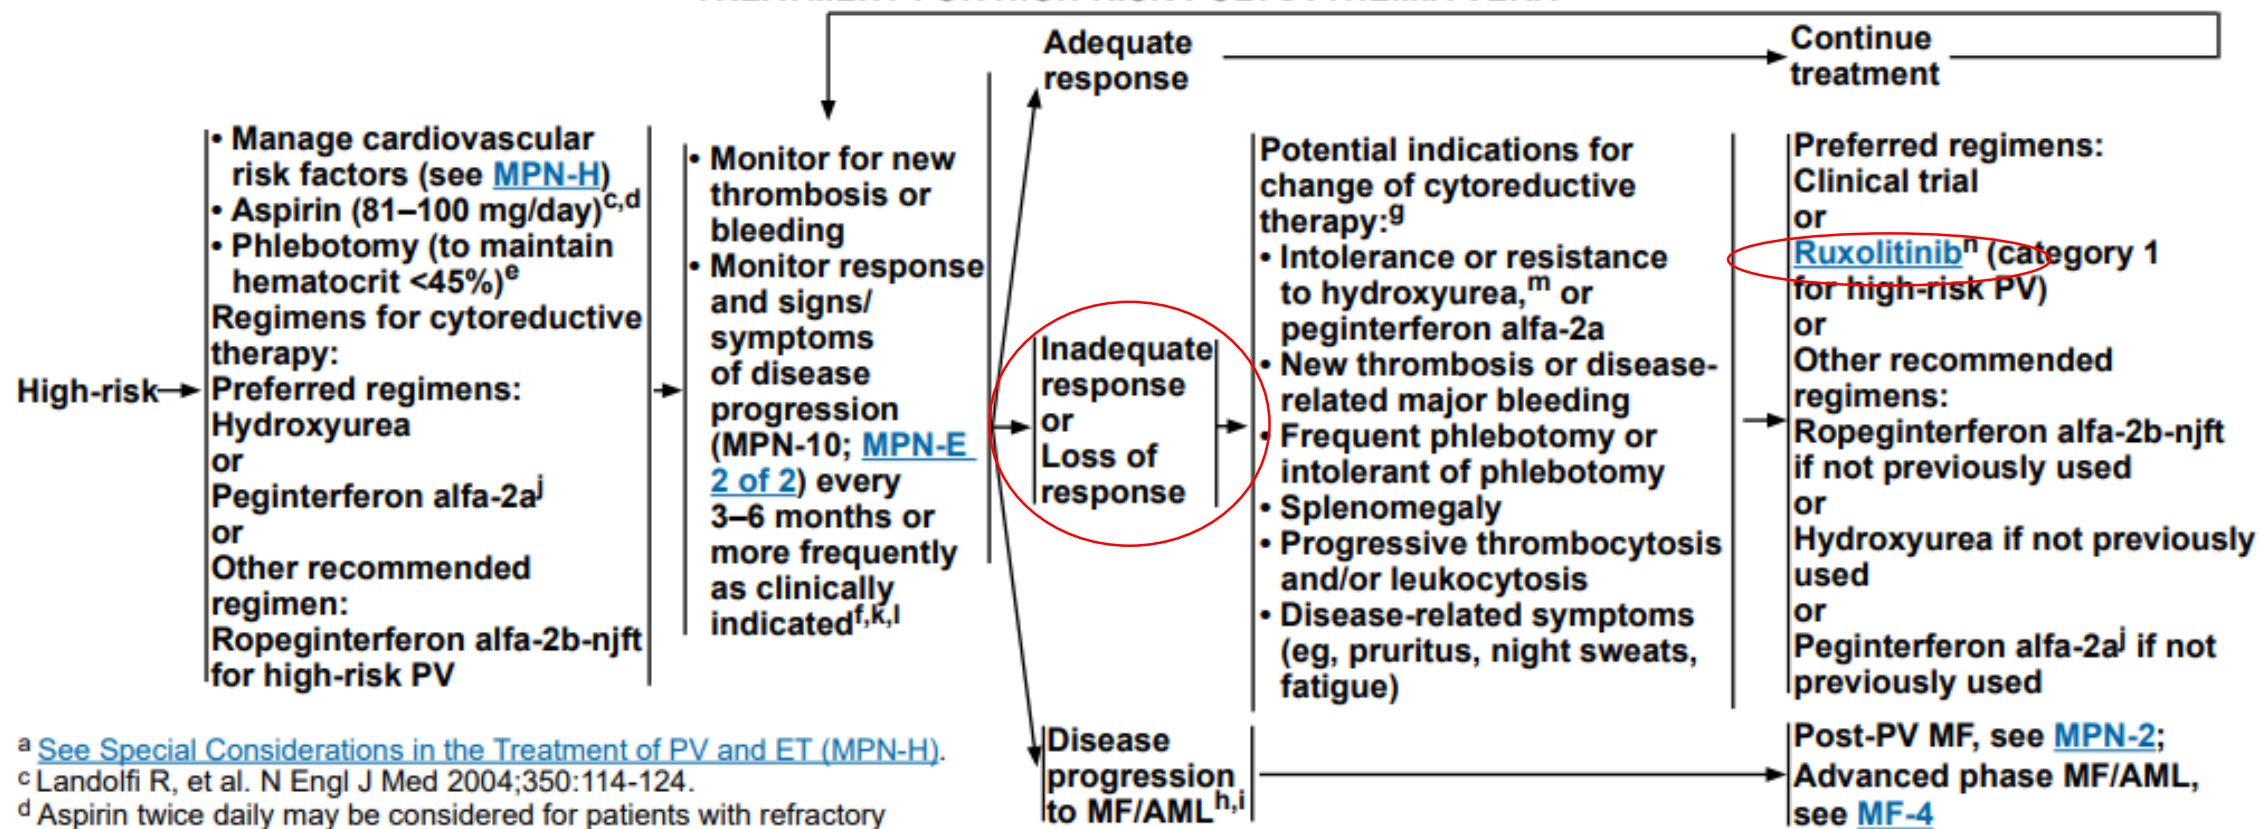 Adequate
response
Continue
treatment
High-risk
• Manage cardiovascular
risk factors (see MPN-H)
• Aspirin (81–100 mg/day)c,d
• Phlebotomy (to maintain
hematocrit <45%)e
Regimens for cytoreductive
therapy:
Preferred regimens:
Hydroxyurea
or
Peginterferon alfa-2aj
or
Other recommended
regimen:
Ropeginterferon alfa-2b-njft
for high-risk PV
• Monitor for new
thrombosis or
bleeding
• Monitor response
and signs/
symptoms
of disease
progression
(MPN-10; MPN-E
2 of 2) every
3–6 months or
more frequently
as clinically
indicatedf,k,l
Inadequate
response
or
Loss of
response
Potential indications for
change of cytoreductive
therapy:g
• Intolerance or resistance
to hydroxyurea,m or
peginterferon alfa-2a
• New thrombosis or disease-
related major bleeding
• Frequent phlebotomy or
intolerant of phlebotomy
• Splenomegaly
• Progressive thrombocytosis
and/or leukocytosis
• Disease-related symptoms
(eg, pruritus, night sweats,
fatigue)
Preferred regimens:
Clinical trial
or
Ruxolitinibn (category 1
for high-risk PV)
or
Other recommended
regimens:
Ropeginterferon alfa-2b-njft
if not previously used
or
Hydroxyurea if not previously
used
or
Peginterferon alfa-2aj if not
previously used
Disease
progression
to MF/AMLh,i
Post-PV MF, see MPN-2;
Advanced phase MF/AML,
see MF-4
a See Special Considerations in the Treatment of PV and ET (MPN-H).
c Landolfi R, et al. N Engl J Med 2004;350:114-124.
d Aspirin twice daily may be considered for patients with refractory